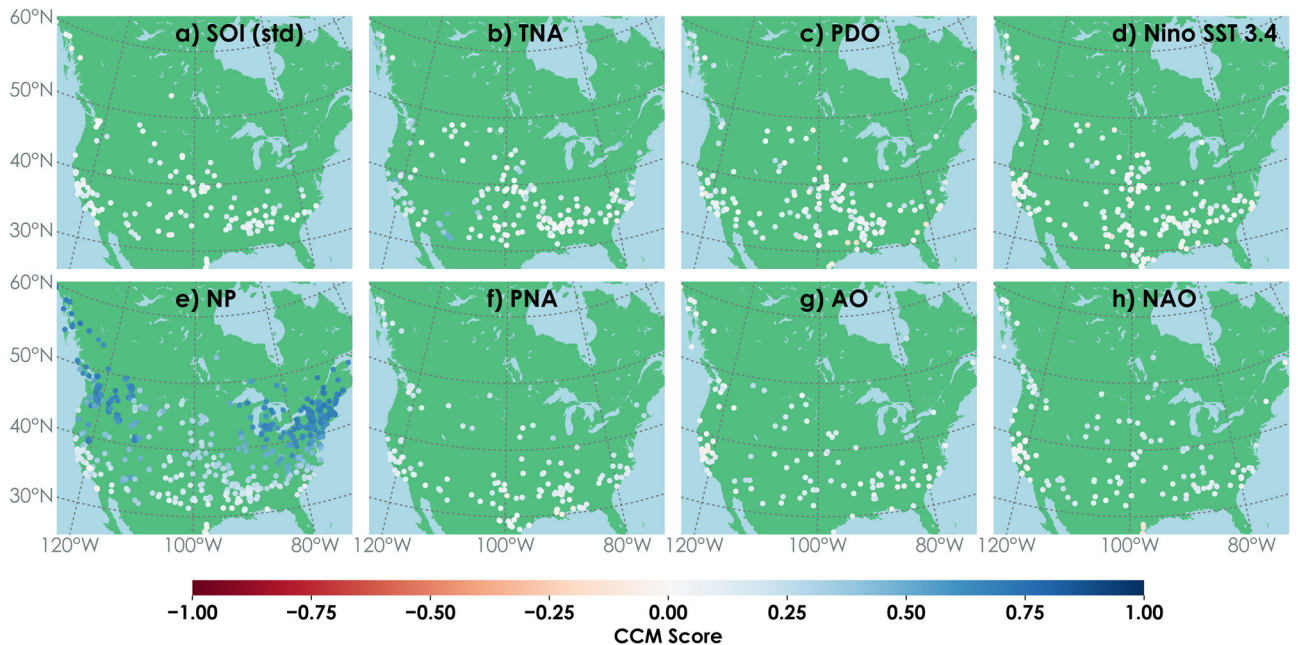 60°N
a) SOI (std)
b) TNA
c) PDO
d) Nino SST 3.4
50°N
40°N
30°N
60°N
e) NP
f) PNA
g) AO
h) NAO
50°N
40°N
30°N
120°W 100°W 80°W 120°W 100°W 80°W 120°W 100°W 80°W 120°W 100°W 80°W
−1.00 −0.75 −0.50 −0.25 0.00 0.25 0.50 0.75 1.00
CCM Score